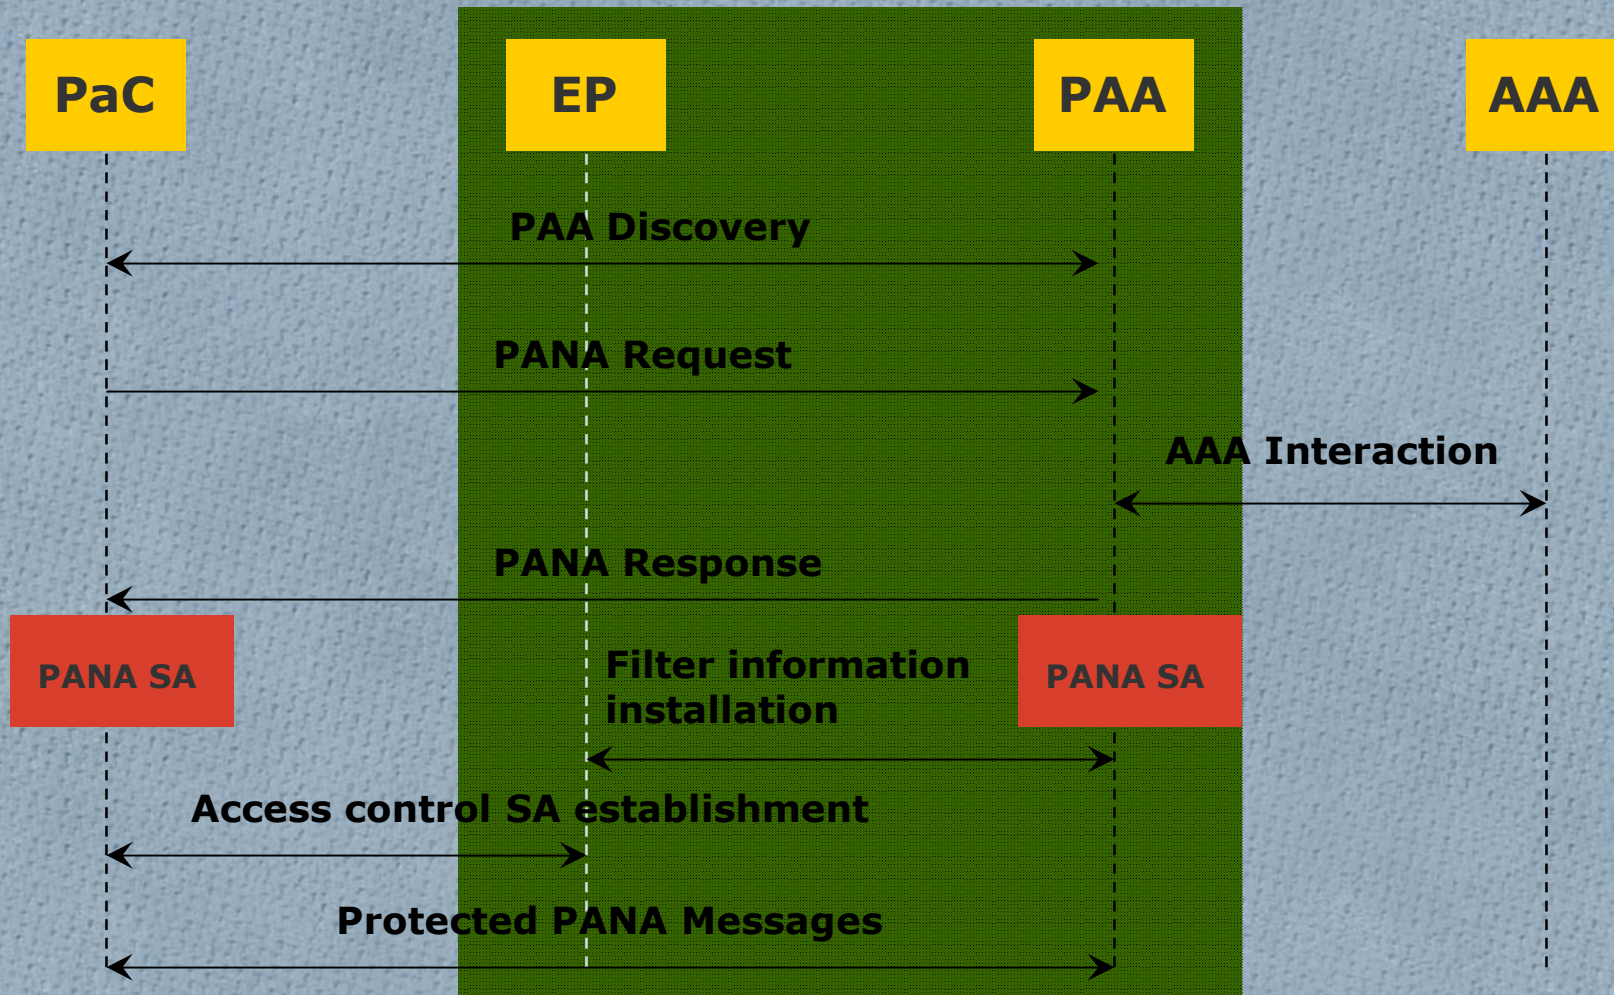 PaC
EP
PAA
AAA
PAA Discovery
PANA Request
AAA Interaction
PANA Response
PANA SA
Filter information
installation
PANA SA
Access control SA establishment
Protected PANA Messages